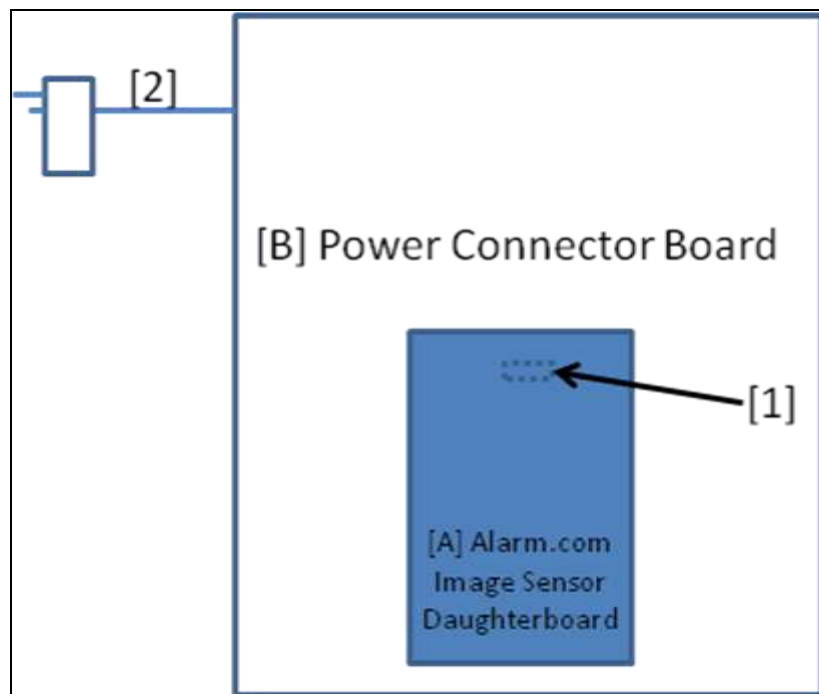 [2]
[B] Power Connector Board
[1]
[A] Alarm.com
Image Sensor
Daughterboard